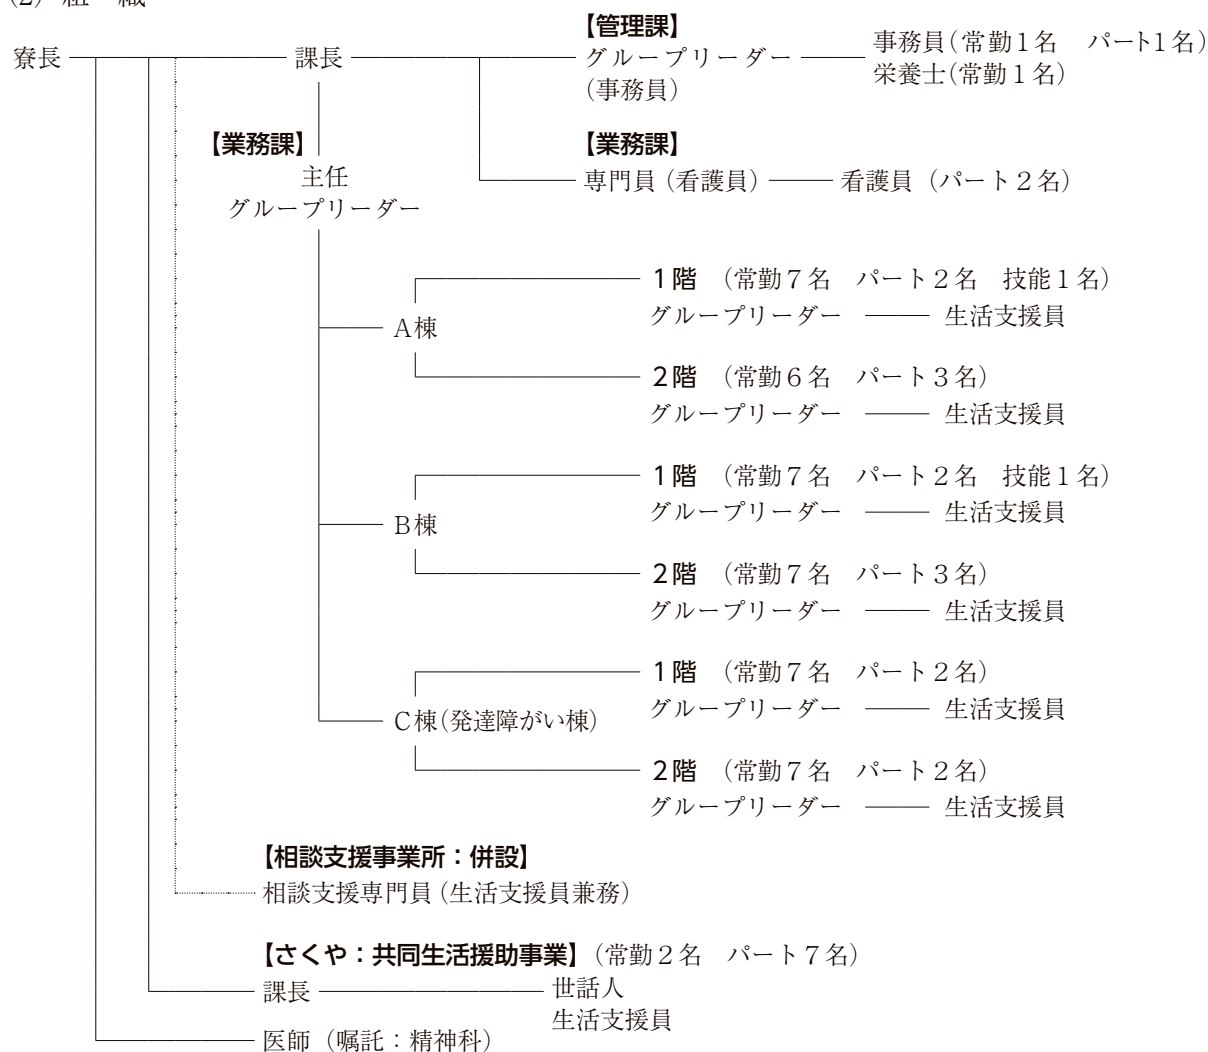 (2) 組 織
【管理課】
寮長 課長 グループリーダー 事務員(常勤1名 パート1名)
(事務員) 栄養士(常勤1名)
【業務課】 【業務課】
主任 専門員(看護員) 看護員(パート2名)
グループリーダー
1階 (常勤7名 パート2名 技能1名)
グループリーダー 生活支援員
A棟
2階 (常勤6名 パート3名)
グループリーダー 生活支援員
1階 (常勤7名 パート2名 技能1名)
グループリーダー 生活支援員
B棟
2階 (常勤7名 パート3名)
グループリーダー 生活支援員
1階 (常勤7名 パート2名)
グループリーダー 生活支援員
C棟(発達障がい棟)
2階 (常勤7名 パート2名)
グループリーダー 生活支援員
【相談支援事業所:併設】
相談支援専門員(生活支援員兼務)
【さくや:共同生活援助事業】(常勤2名 パート7名)
課長 世話人
生活支援員
医師(嘱託:精神科)